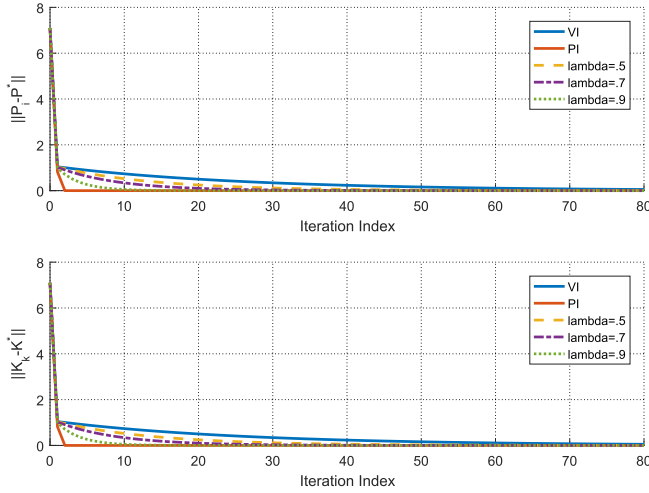 8
6
4
2
0
||P_i-P^*||
VI
PI
lambda=.5
lambda=.7
lambda=.9
0 10 20 30 40 50 60 70 80
Iteration Index
8
6
4
2
0
||K_k-K^*||
VI
PI
lambda=.5
lambda=.7
lambda=.9
0 10 20 30 40 50 60 70 80
Iteration Index